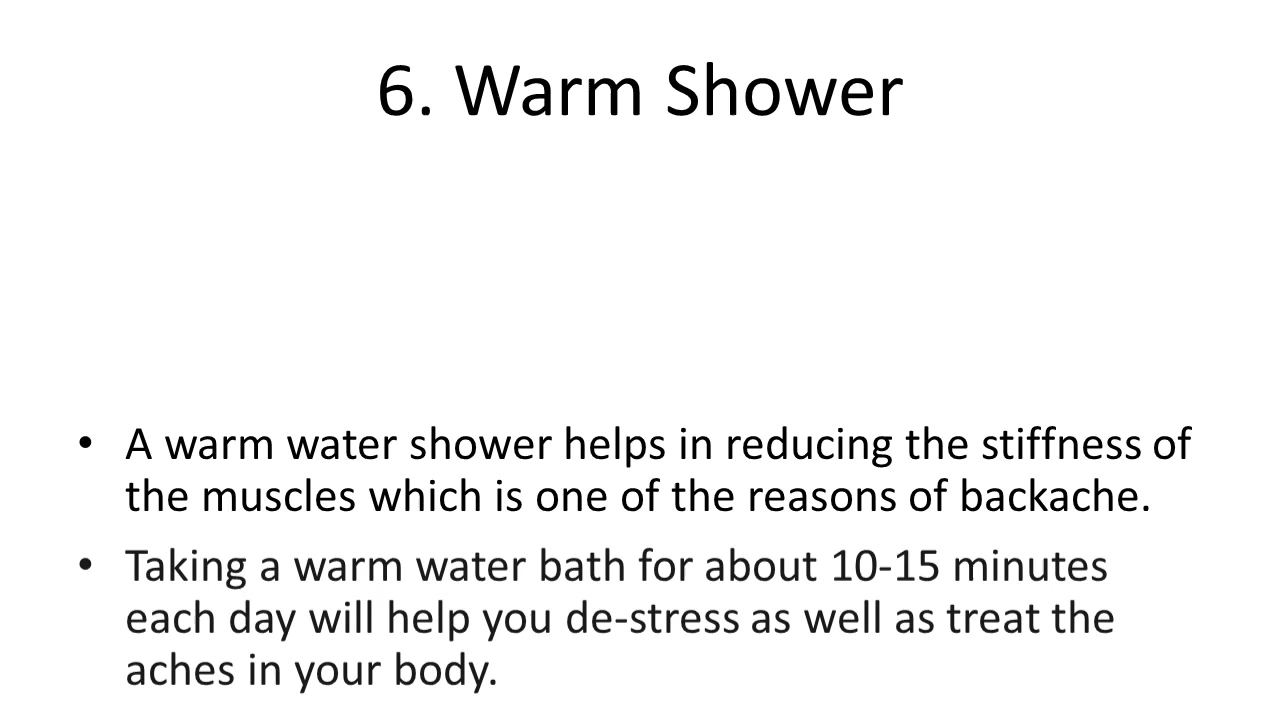 6. Warm Shower
• A warm water shower helps in reducing the stiffness of
the muscles which is one of the reasons of backache.
• Taking a warm water bath for about 10-15 minutes
each day will help you de-stress as well as treat the
aches in your body.